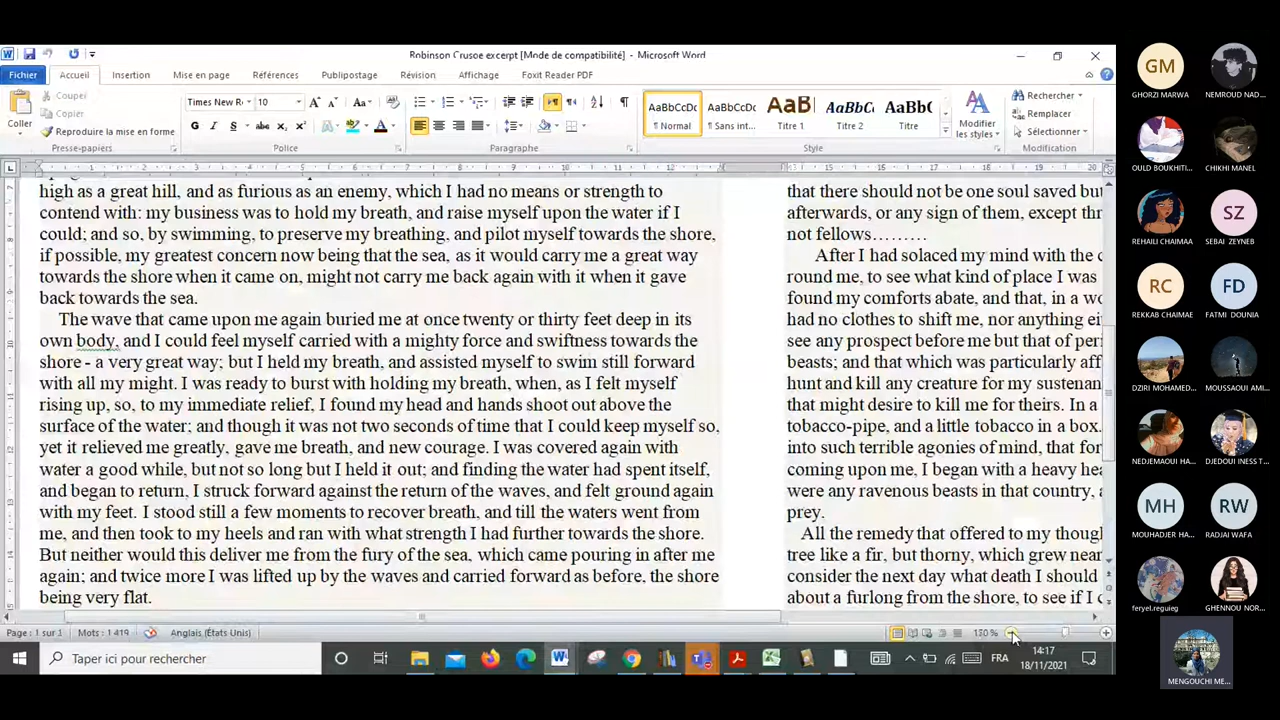 Robinson Crusoe excerpt [Mode de compatibilité] - Microsoft Word
Fichier Accueil Insertion Mise en page Références Publipostage Révision Affichage Foxit Reader PDF
Coller
Couper
Copier
Reproduire la mise en forme
Presse-papiers
Times New R 10
Police
Paragraphe
AaBbCcDc AaBbCcDc AaB AaBbCc AaBb(
¶ Normal ¶ Sans int... Titre 1 Titre 2 Titre
Modifier les styles
Style
Rechercher
Remplacer
Sélectionner
Modification
high as a great hill, and as furious as an enemy, which I had no means or strength to
contend with: my business was to hold my breath, and raise myself upon the water if I
could; and so, by swimming, to preserve my breathing, and pilot myself towards the shore,
if possible, my greatest concern now being that the sea, as it would carry me a great way
towards the shore when it came on, might not carry me back again with it when it gave
back towards the sea.
The wave that came upon me again buried me at once twenty or thirty feet deep in its
own body, and I could feel myself carried with a mighty force and swiftness towards the
shore - a very great way; but I held my breath, and assisted myself to swim still forward
with all my might. I was ready to burst with holding my breath, when, as I felt myself
rising up, so, to my immediate relief, I found my head and hands shoot out above the
surface of the water; and though it was not two seconds of time that I could keep myself so,
yet it relieved me greatly, gave me breath, and new courage. I was covered again with
water a good while, but not so long but I held it out; and finding the water had spent itself,
and began to return, I struck forward against the return of the waves, and felt ground again
with my feet. I stood still a few moments to recover breath, and till the waters went from
me, and then took to my heels and ran with what strength I had further towards the shore.
But neither would this deliver me from the fury of the sea, which came pouring in after me
again; and twice more I was lifted up by the waves and carried forward as before, the shore
being very flat.
that there should not be one soul saved bu
afterwards, or any sign of them, except thr
not fellows………
After I had solaced my mind with the c
round me, to see what kind of place I was
found my comforts abate, and that, in a wo
had no clothes to shift me, nor anything ei
see any prospect before me but that of peri
beasts; and that which was particularly aff
hunt and kill any creature for my sustenan
that might desire to kill me for theirs. In a
tobacco-pipe, and a little tobacco in a box.
into such terrible agonies of mind, that for
coming upon me, I began with a heavy hea
were any ravenous beasts in that country, a
prey.
All the remedy that offered to my though
tree like a fir, but thorny, which grew near
consider the next day what death I should
about a furlong from the shore, to see if I c
Page : 1 sur 1 Mots : 1 419 Anglais (États Unis) 150 %
Taper ici pour rechercher
FRA
14:17
18/11/2021
GM
GHORZI MARWA
NEMROUD NAD...
OULD BOUKHITI...
CHIKHI MANEL
REHAILI CHAIMAA
SZ
SEBAI ZEYNEB
RC
REKKAB CHAIMAE
FD
FATMI DOUNIA
DZIRI MOHAMED...
MOUSSAOUI AMI...
NEDJEMAOUI HA...
DJEDOUI INESS T...
MH
MOUHADJER HA...
RW
RADJAI WAFA
feryel.reguieg
GHENNOU NOR...
MENGOUCHI ME...